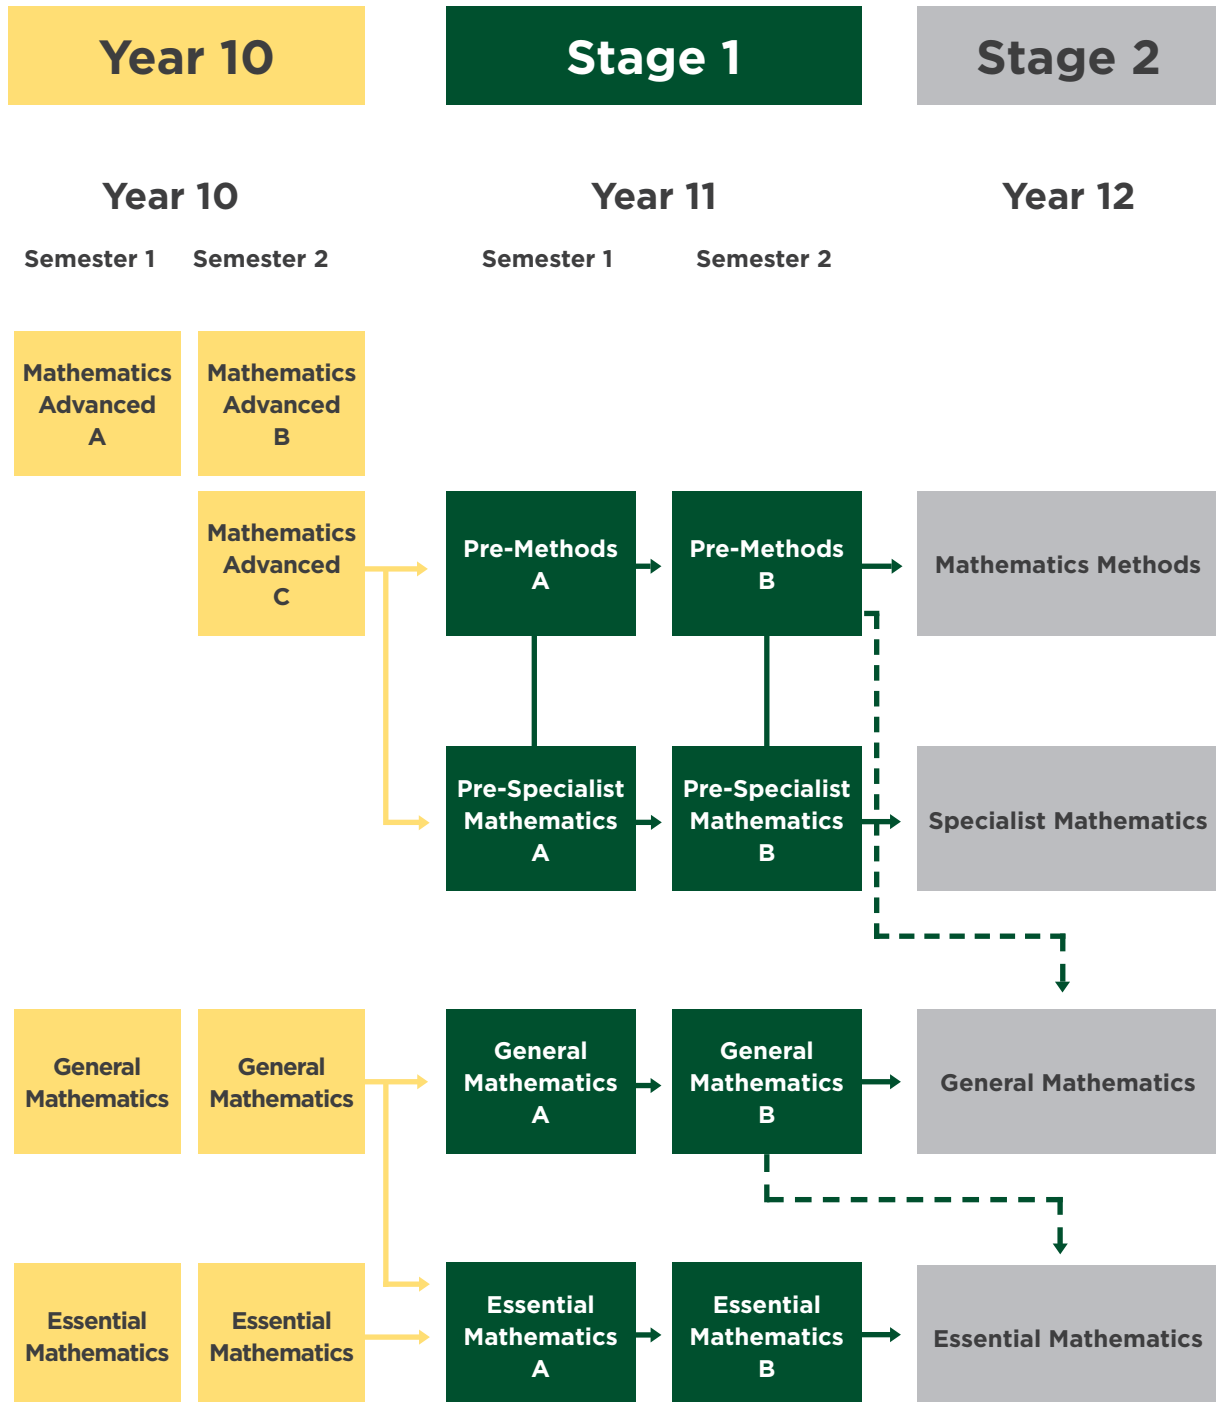 Year 10
Stage 1
Stage 2
Year 10
Year 11
Year 12
Semester 1
Semester 2
Semester 1
Semester 2
Mathematics
Advanced
A
Mathematics
Advanced
B
Mathematics
Advanced
C
Pre-Methods
A
Pre-Methods
B
Mathematics Methods
Pre-Specialist
Mathematics
A
Pre-Specialist
Mathematics
B
Specialist Mathematics
General
Mathematics
General
Mathematics
General
Mathematics
A
General
Mathematics
B
General Mathematics
Essential
Mathematics
Essential
Mathematics
Essential
Mathematics
A
Essential
Mathematics
B
Essential Mathematics